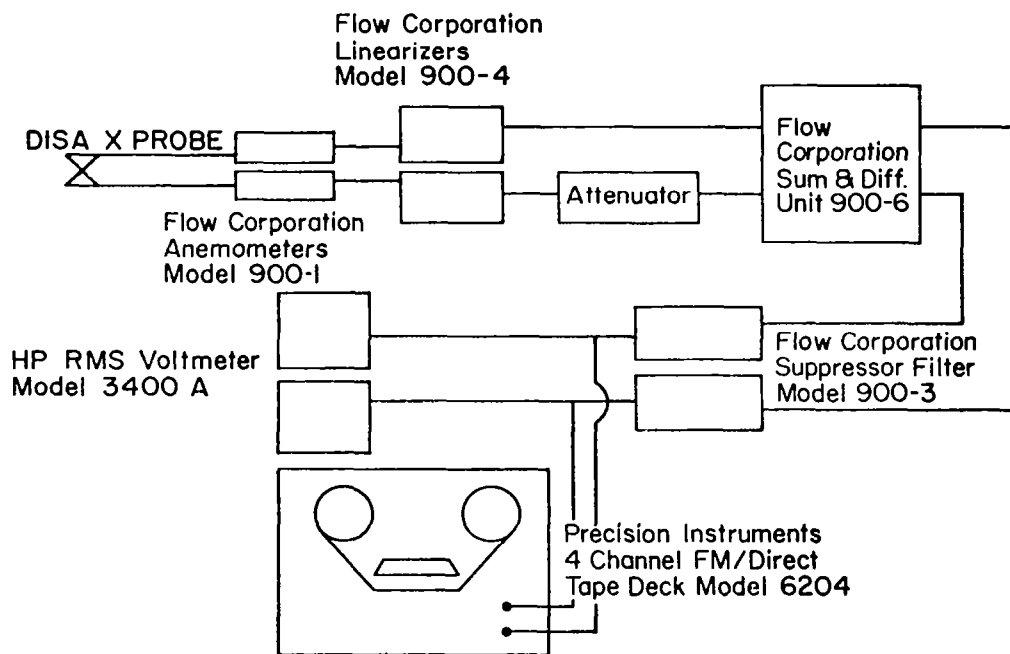 Flow Corporation
Linearizers
Model 900-4
DISA X PROBE
Flow
Corporation
Sum & Diff.
Unit 900-6
Attenuator
Flow Corporation
Anemometers
Model 900-1
HP RMS Voltmeter
Model 3400 A
Flow Corporation
Suppressor Filter
Model 900-3
Precision Instruments
4 Channel FM/Direct
Tape Deck Model 6204